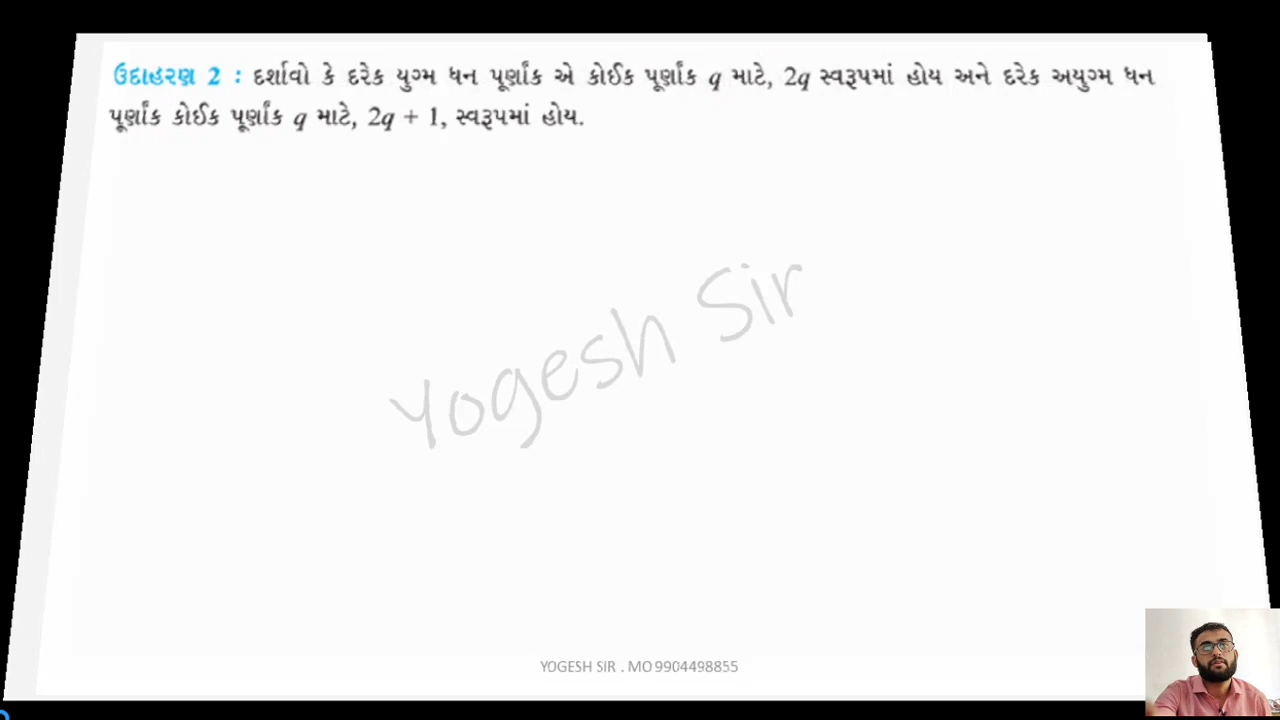 ઉદાહરણ 2 : દર્શાવો કે દરેક યુગ્મ ધન પૂર્ણાંક એ કોઈક પૂર્ણાંક q માટે, 2q સ્વરૂપમાં હોય અને દરેક અયુગ્મ ધન
પૂર્ણાંક કોઈક પૂર્ણાંક q માટે, 2q + 1, સ્વરૂપમાં હોય.
Yogesh Sir
YOGESH SIR . MO 9904498855